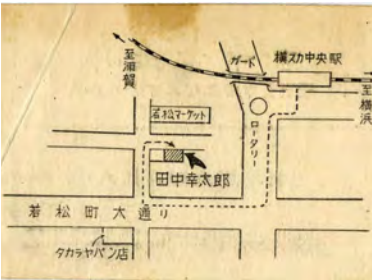 ガード
横スカ中央駅
至浦賀
至横浜
若松マーケット
ロータリー
田中幸太郎
若松町大通り
タカラヤパン店